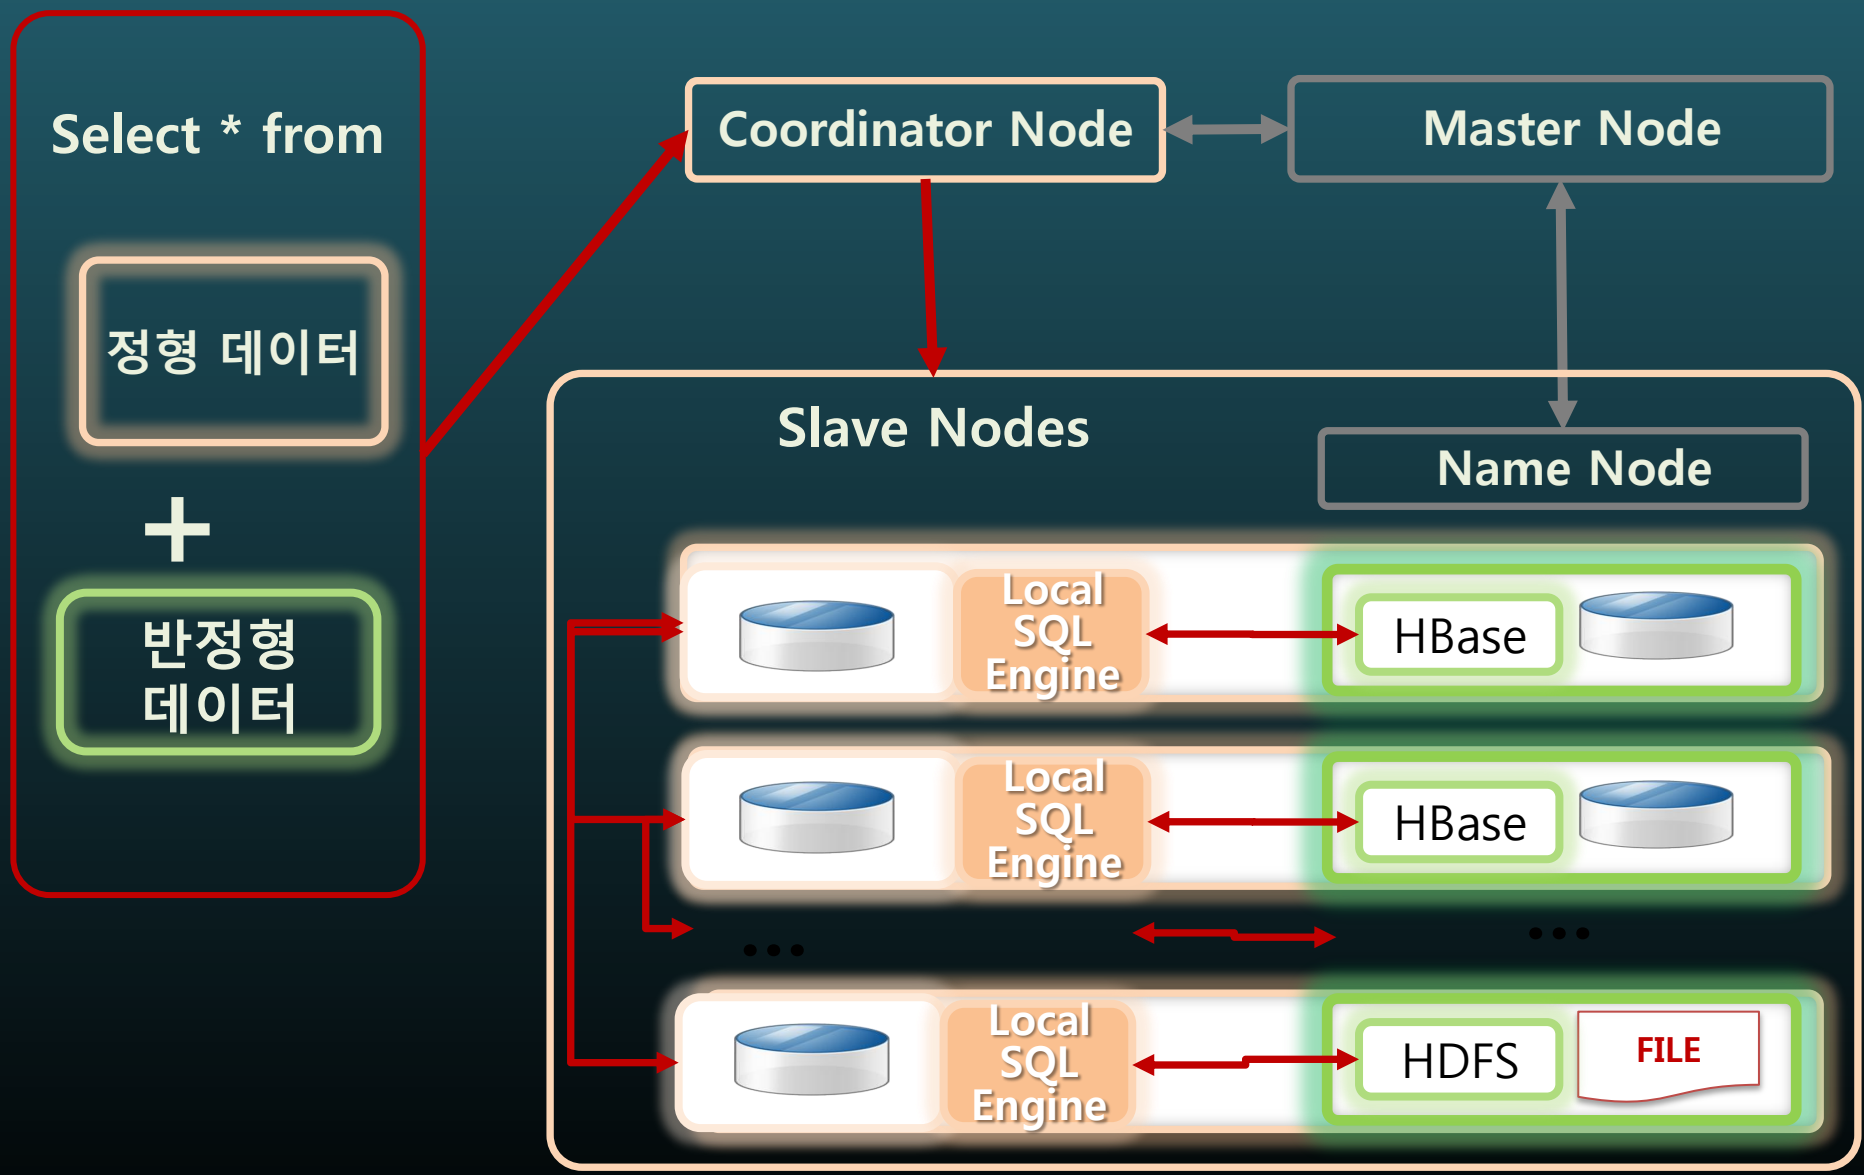 Select * from
정형 데이터
+
반정형
데이터
Coordinator Node
Master Node
Slave Nodes
Name Node
Local
SQL
Engine
HBase
Local
SQL
Engine
HBase
...
...
Local
SQL
Engine
HDFS
FILE